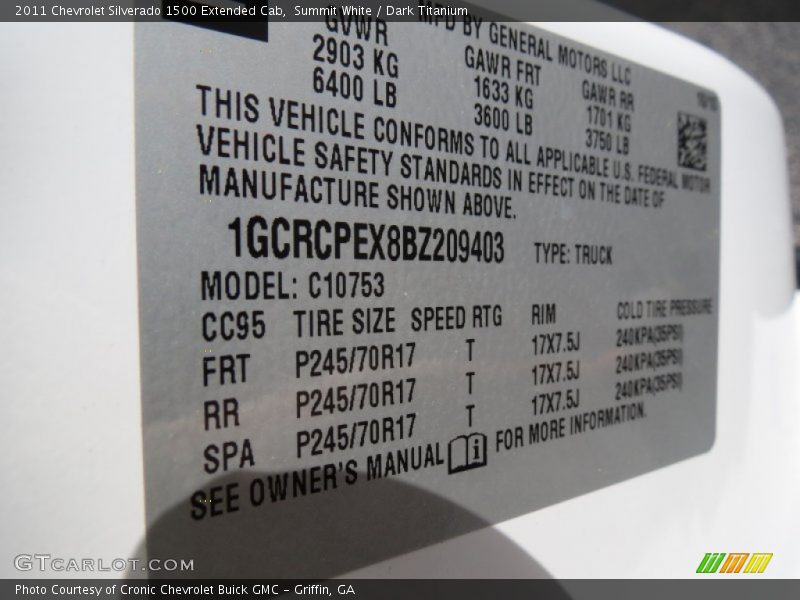 2011 Chevrolet Silverado 1500 Extended Cab, Summit White / Dark Titanium
MFD BY GENERAL MOTORS LLC
GVWR GAWR FRT GAWR RR
2903 KG 1633 KG 1701 KG
6400 LB 3600 LB 3750 LB
THIS VEHICLE CONFORMS TO ALL APPLICABLE U.S. FEDERAL MOTOR
VEHICLE SAFETY STANDARDS IN EFFECT ON THE DATE OF
MANUFACTURE SHOWN ABOVE.
1GCRCPEX8BZ209403 TYPE: TRUCK
MODEL: C10753
CC95 TIRE SIZE SPEED RTG RIM COLD TIRE PRESSURE
FRT P245/70R17 T 17X7.5J 240KPA(35PSI)
RR P245/70R17 T 17X7.5J 240KPA(35PSI)
SPA P245/70R17 T 17X7.5J 240KPA(35PSI)
SEE OWNER'S MANUAL FOR MORE INFORMATION.
GTCARLOT.COM
Photo Courtesy of Cronic Chevrolet Buick GMC - Griffin, GA